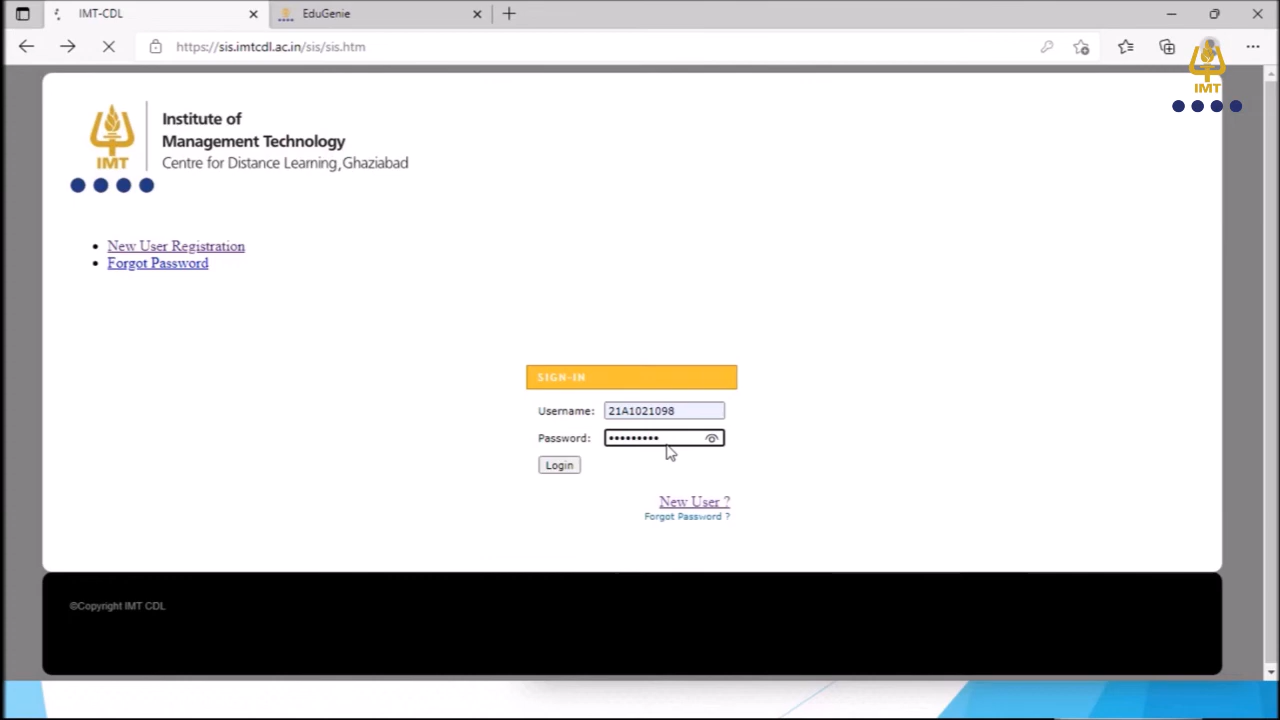 IMT-CDL
EduGenie
https://sis.imtcdl.ac.in/sis/sis.htm
IMT
IMT
Institute of
Management Technology
Centre for Distance Learning, Ghaziabad
New User Registration
Forgot Password
SIGN-IN
Username: 21A1021098
Password: •••••••••
Login
New User ?
Forgot Password ?
©Copyright IMT CDL